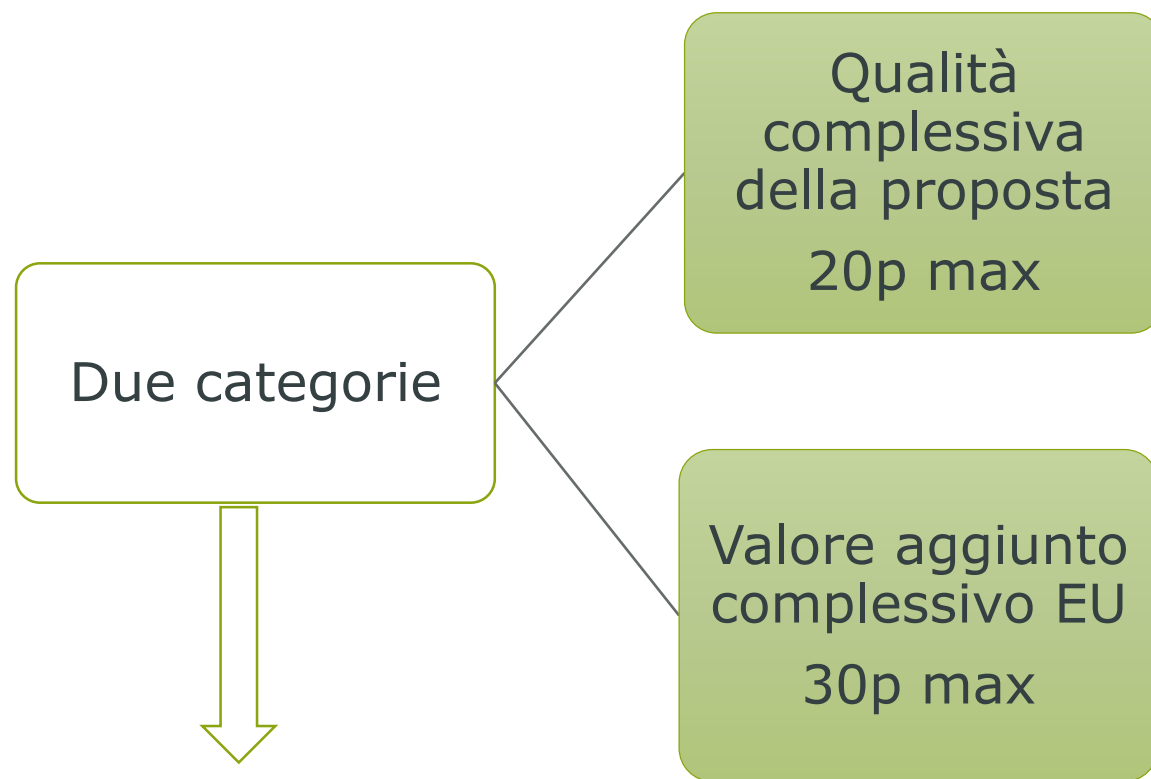 Due categorie
Qualità
complessiva
della proposta
20p max
Valore aggiunto
complessivo EU
30p max